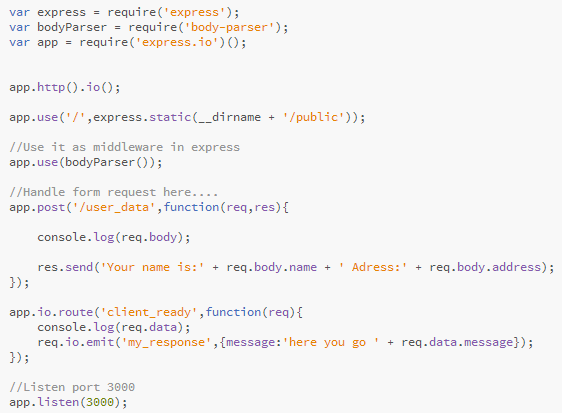 var express = require('express');
var bodyParser = require('body-parser');
var app = require('express.io')();
app.http().io();
app.use('/',express.static(__dirname + '/public'));
//Use it as middleware in express
app.use(bodyParser());
//Handle form request here....
app.post('/user_data',function(req,res){
    console.log(req.body);
    res.send('Your name is:' + req.body.name + ' Adress:' + req.body.address);
});
app.io.route('client_ready',function(req){
    console.log(req.data);
    req.io.emit('my_response',{message:'here you go ' + req.data.message});
});
//Listen port 3000
app.listen(3000);